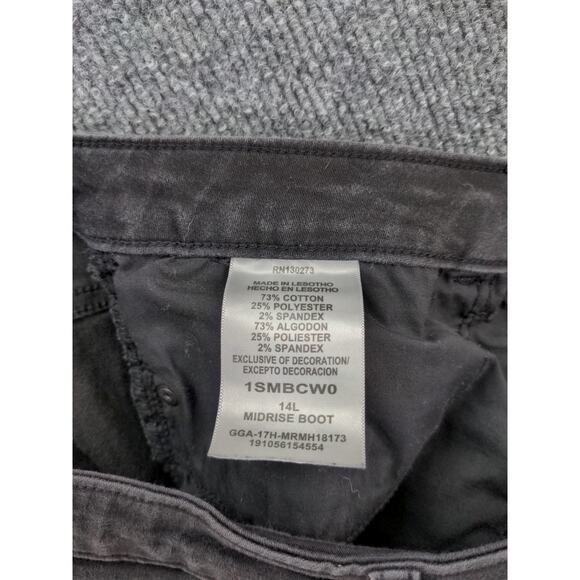 RN130273
MADE IN LESOTHO
HECHO EN LESOTHO
73% COTTON
25% POLYESTER
2% SPANDEX
73% ALGODON
25% POLIESTER
2% SPANDEX
EXCLUSIVE OF DECORATION/
EXCEPTO DECORACION
1SMBCW0
14L
MIDRISE BOOT
GGA-17H-MRMH18173
191056154554